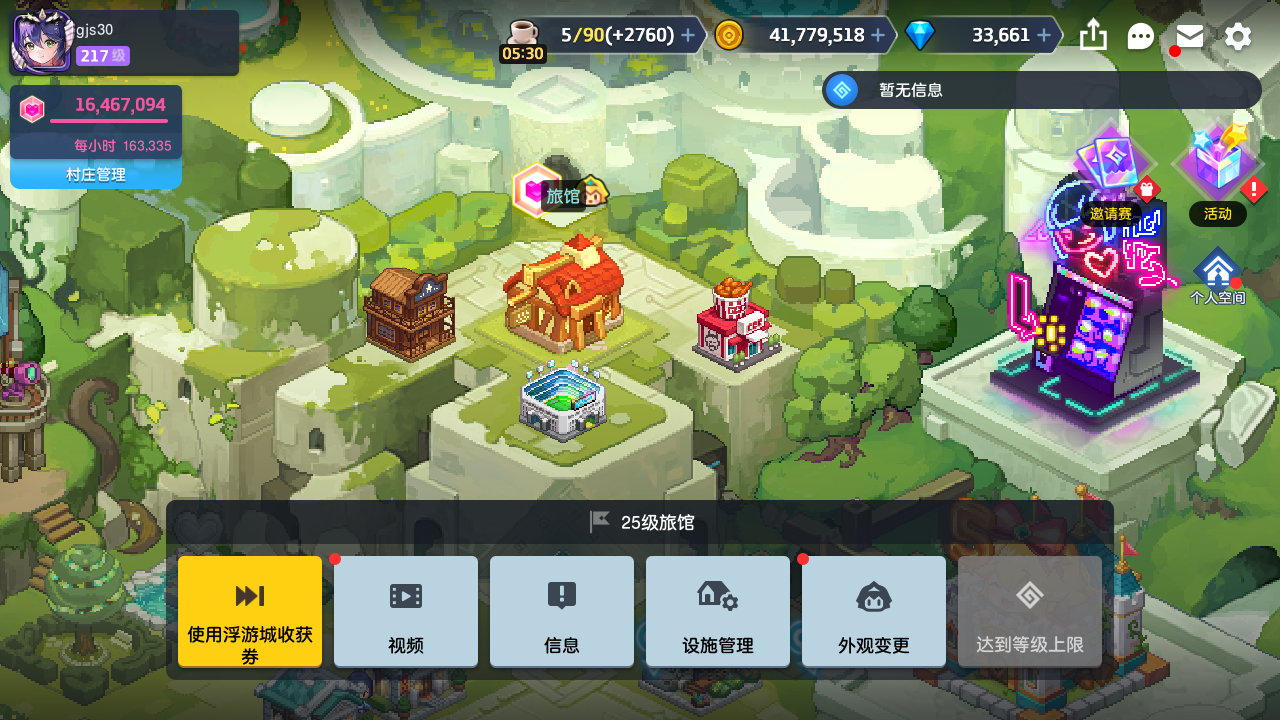 gjs30
217 级
05:30
5/90(+2760)
41,779,518
33,661
暂无信息
16,467,094
每小时 163,335
村庄管理
旅馆
邀请赛
活动
个人空间
25级旅馆
使用浮游城收获
券
视频
信息
设施管理
外观变更
达到等级上限